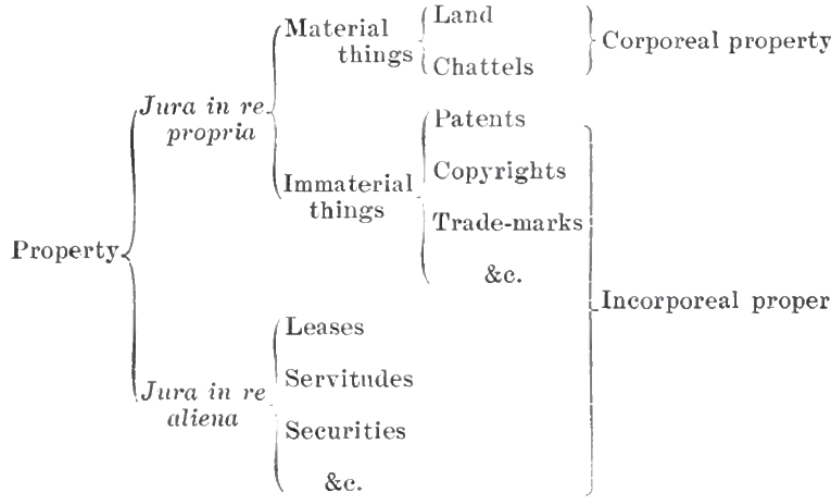 Material things
Land
Chattels
Corporeal property
Jura in re propria
Immaterial things
Patents
Copyrights
Trade-marks
&c.
Property
Incorporeal proper
Jura in re aliena
Leases
Servitudes
Securities
&c.